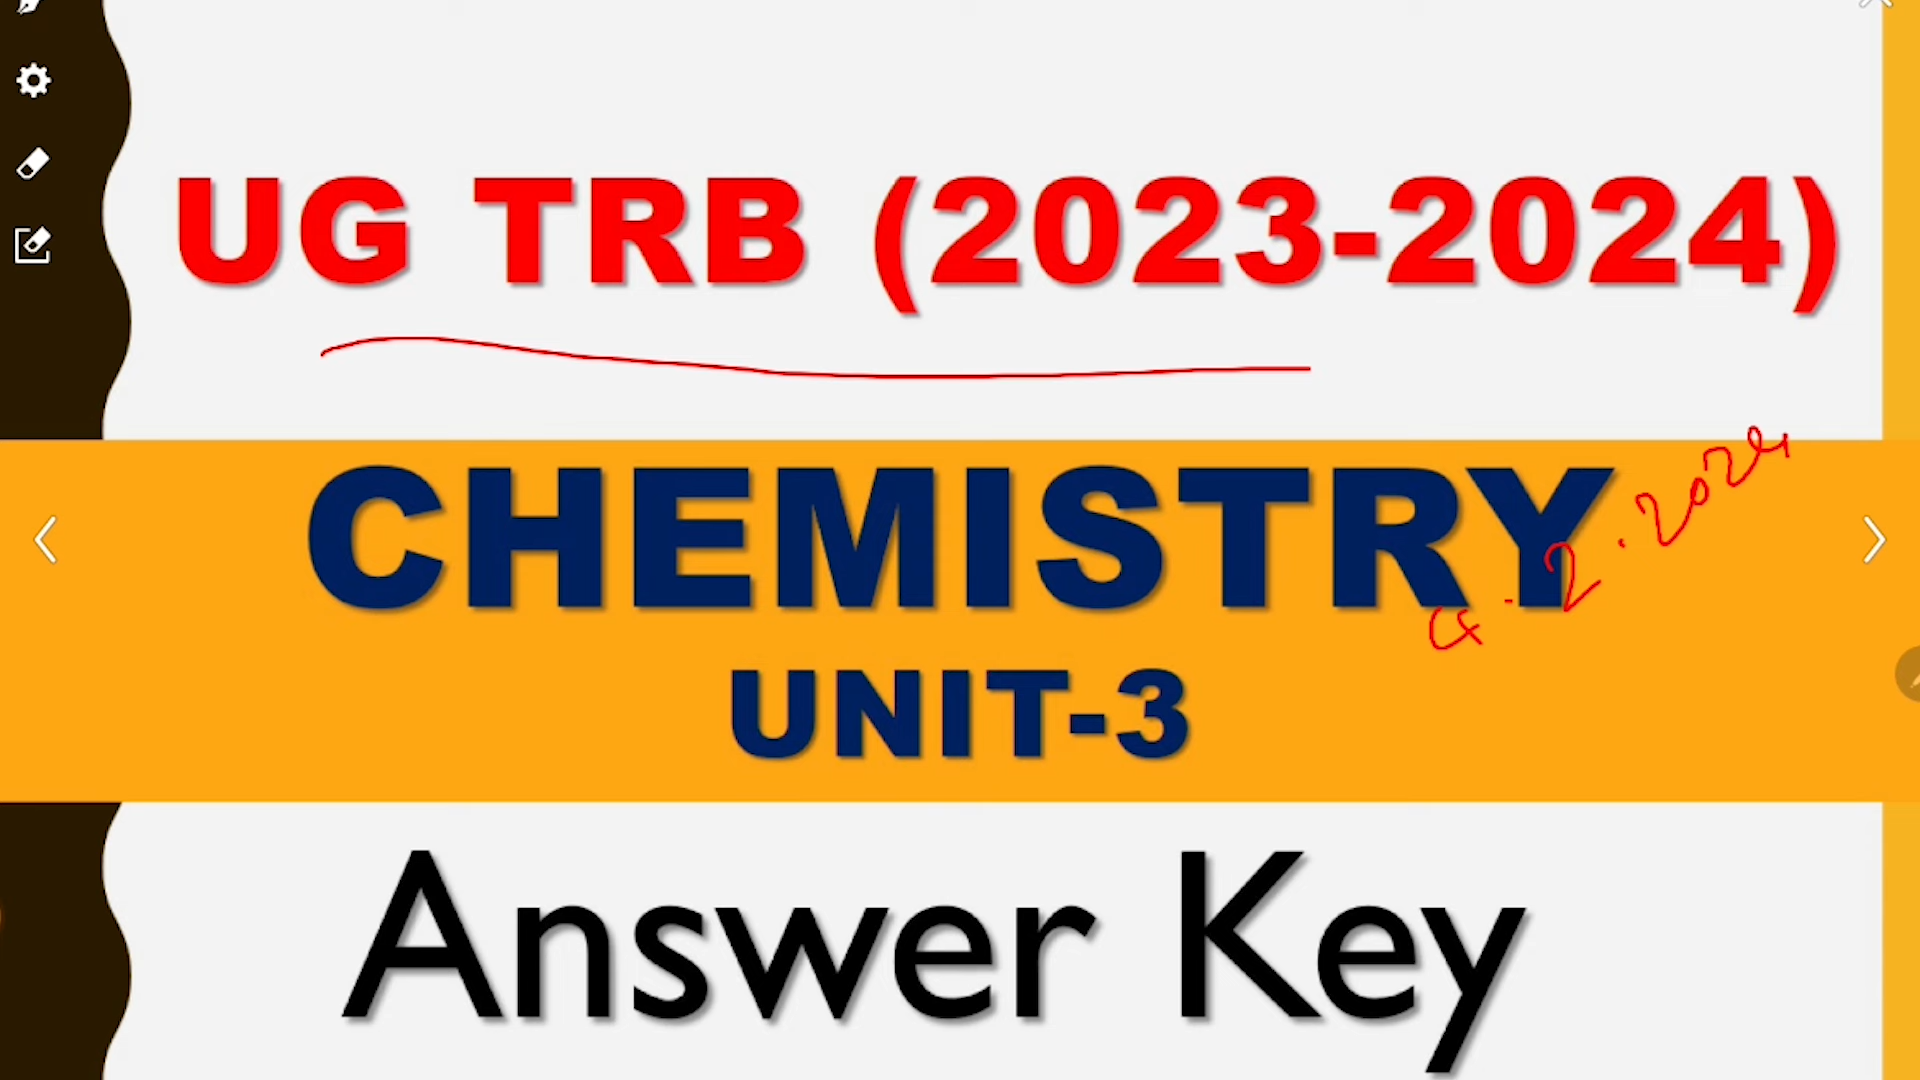 UG TRB (2023-2024)
CHEMISTRY
4-2.2024
UNIT-3
Answer Key